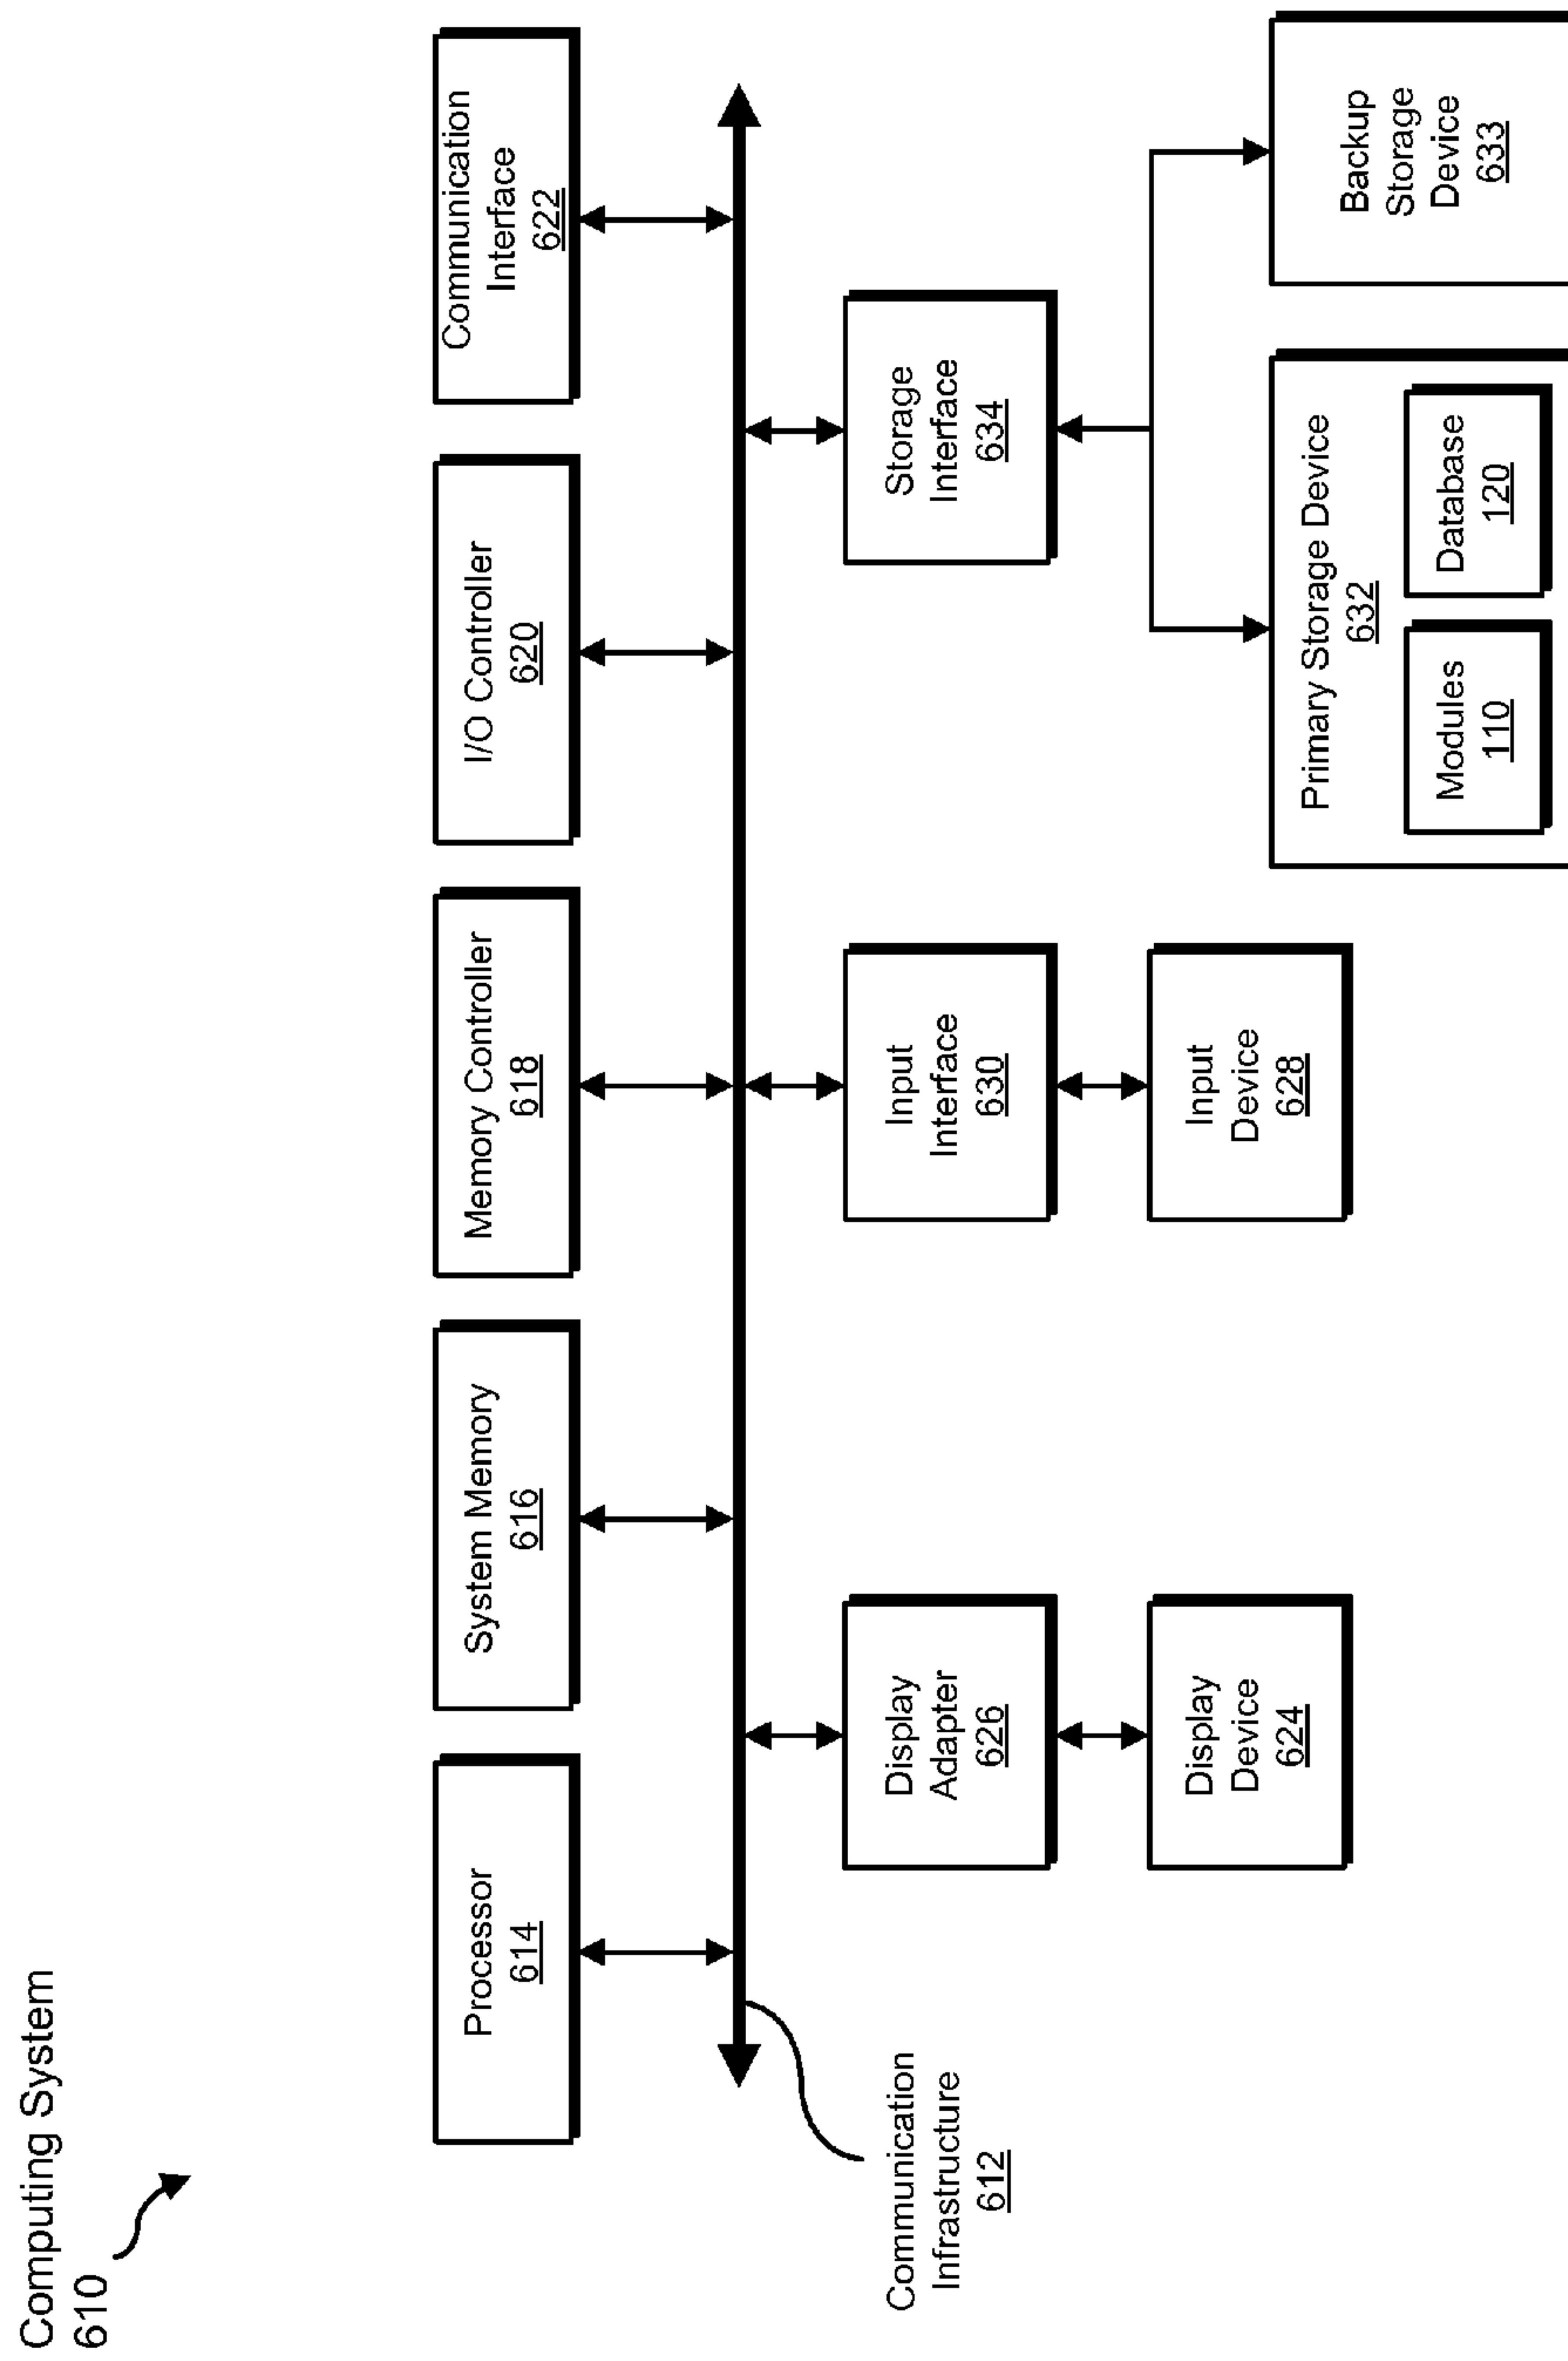 Computing System
610
Processor
614
System Memory
616
Memory Controller
618
I/O Controller
620
Communication
Interface
622
Communication
Infrastructure
612
Display
Adapter
626
Input
Interface
630
Storage
Interface
634
Display
Device
624
Input
Device
628
Primary Storage Device
632
Modules
110
Database
120
Backup
Storage
Device
633